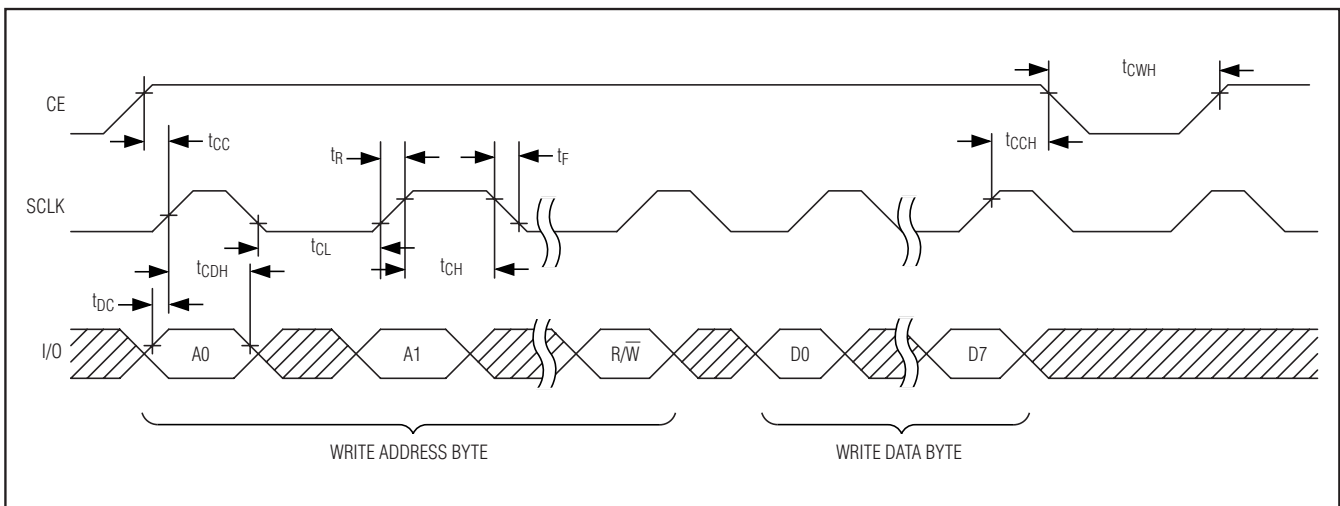 CE
tCWH
tCC
tCCH
tR
tF
SCLK
tCL
tCDH
tCH
tDC
I/O
A0
A1
R/W̅
D0
D7
WRITE ADDRESS BYTE
WRITE DATA BYTE